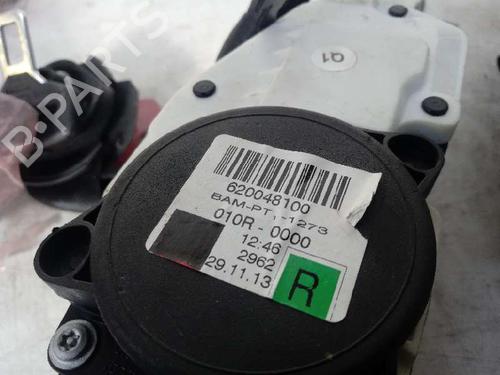 B-PARTS
Q1
620048100
BAM-PT1-1273
010R-0000
12:46
2962
29.11.13
R